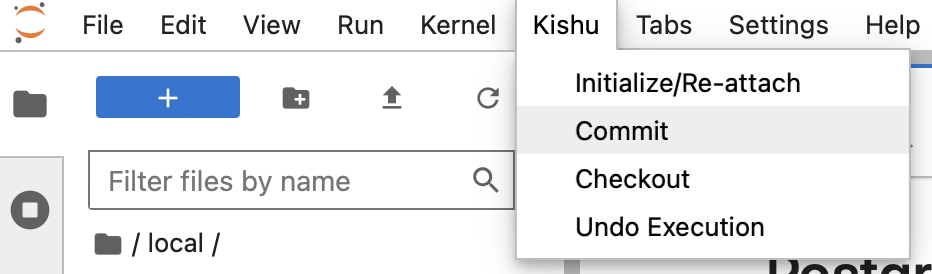 File Edit View Run Kernel Kishu Tabs Settings Help
Initialize/Re-attach
Commit
Checkout
Undo Execution
Filter files by name
/ local /